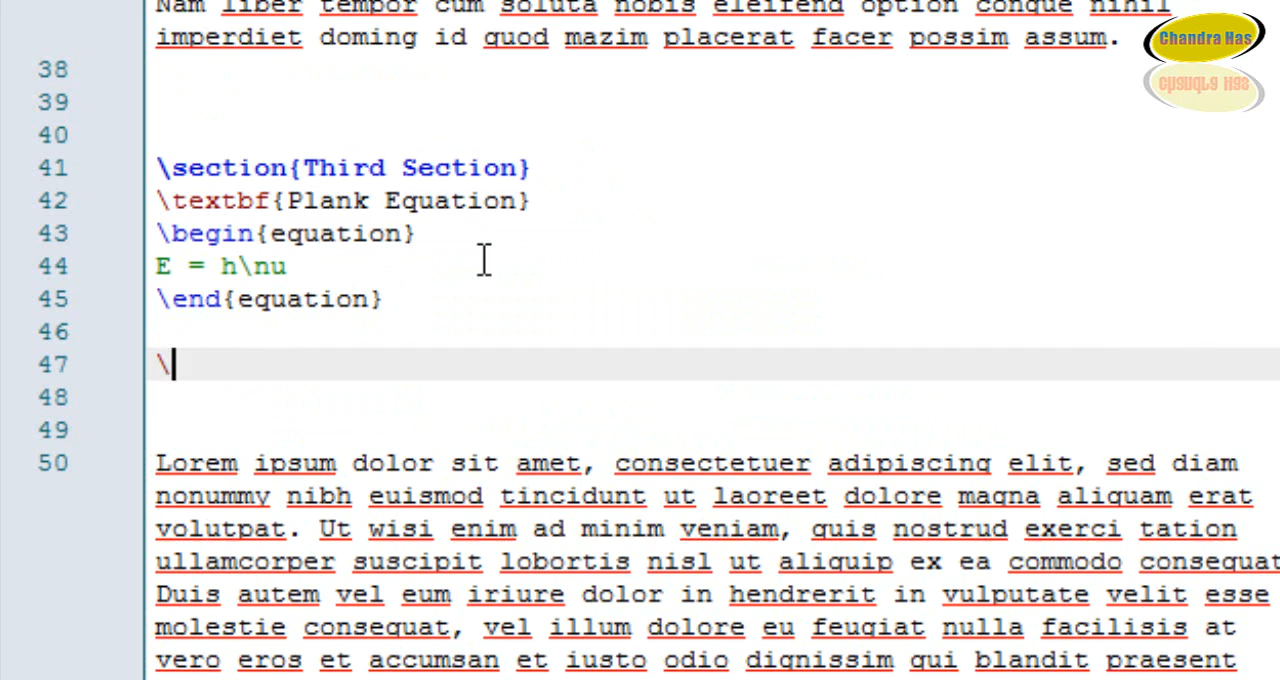 Nam liber tempor cum soluta nobis eleifend option congue nihil
imperdiet doming id quod mazim placerat facer possim assum.
Chandra Has
Chandra Has
38
39
40
41 \section{Third Section}
42 \textbf{Plank Equation}
43 \begin{equation}
44 E = h\nu
45 \end{equation}
46
47 \
48
49
50 Lorem ipsum dolor sit amet, consectetuer adipiscing elit, sed diam
nonummy nibh euismod tincidunt ut laoreet dolore magna aliquam erat
volutpat. Ut wisi enim ad minim veniam, quis nostrud exerci tation
ullamcorper suscipit lobortis nisl ut aliquip ex ea commodo consequat
Duis autem vel eum iriure dolor in hendrerit in vulputate velit esse
molestie consequat, vel illum dolore eu feugiat nulla facilisis at
vero eros et accumsan et iusto odio dignissim qui blandit praesent